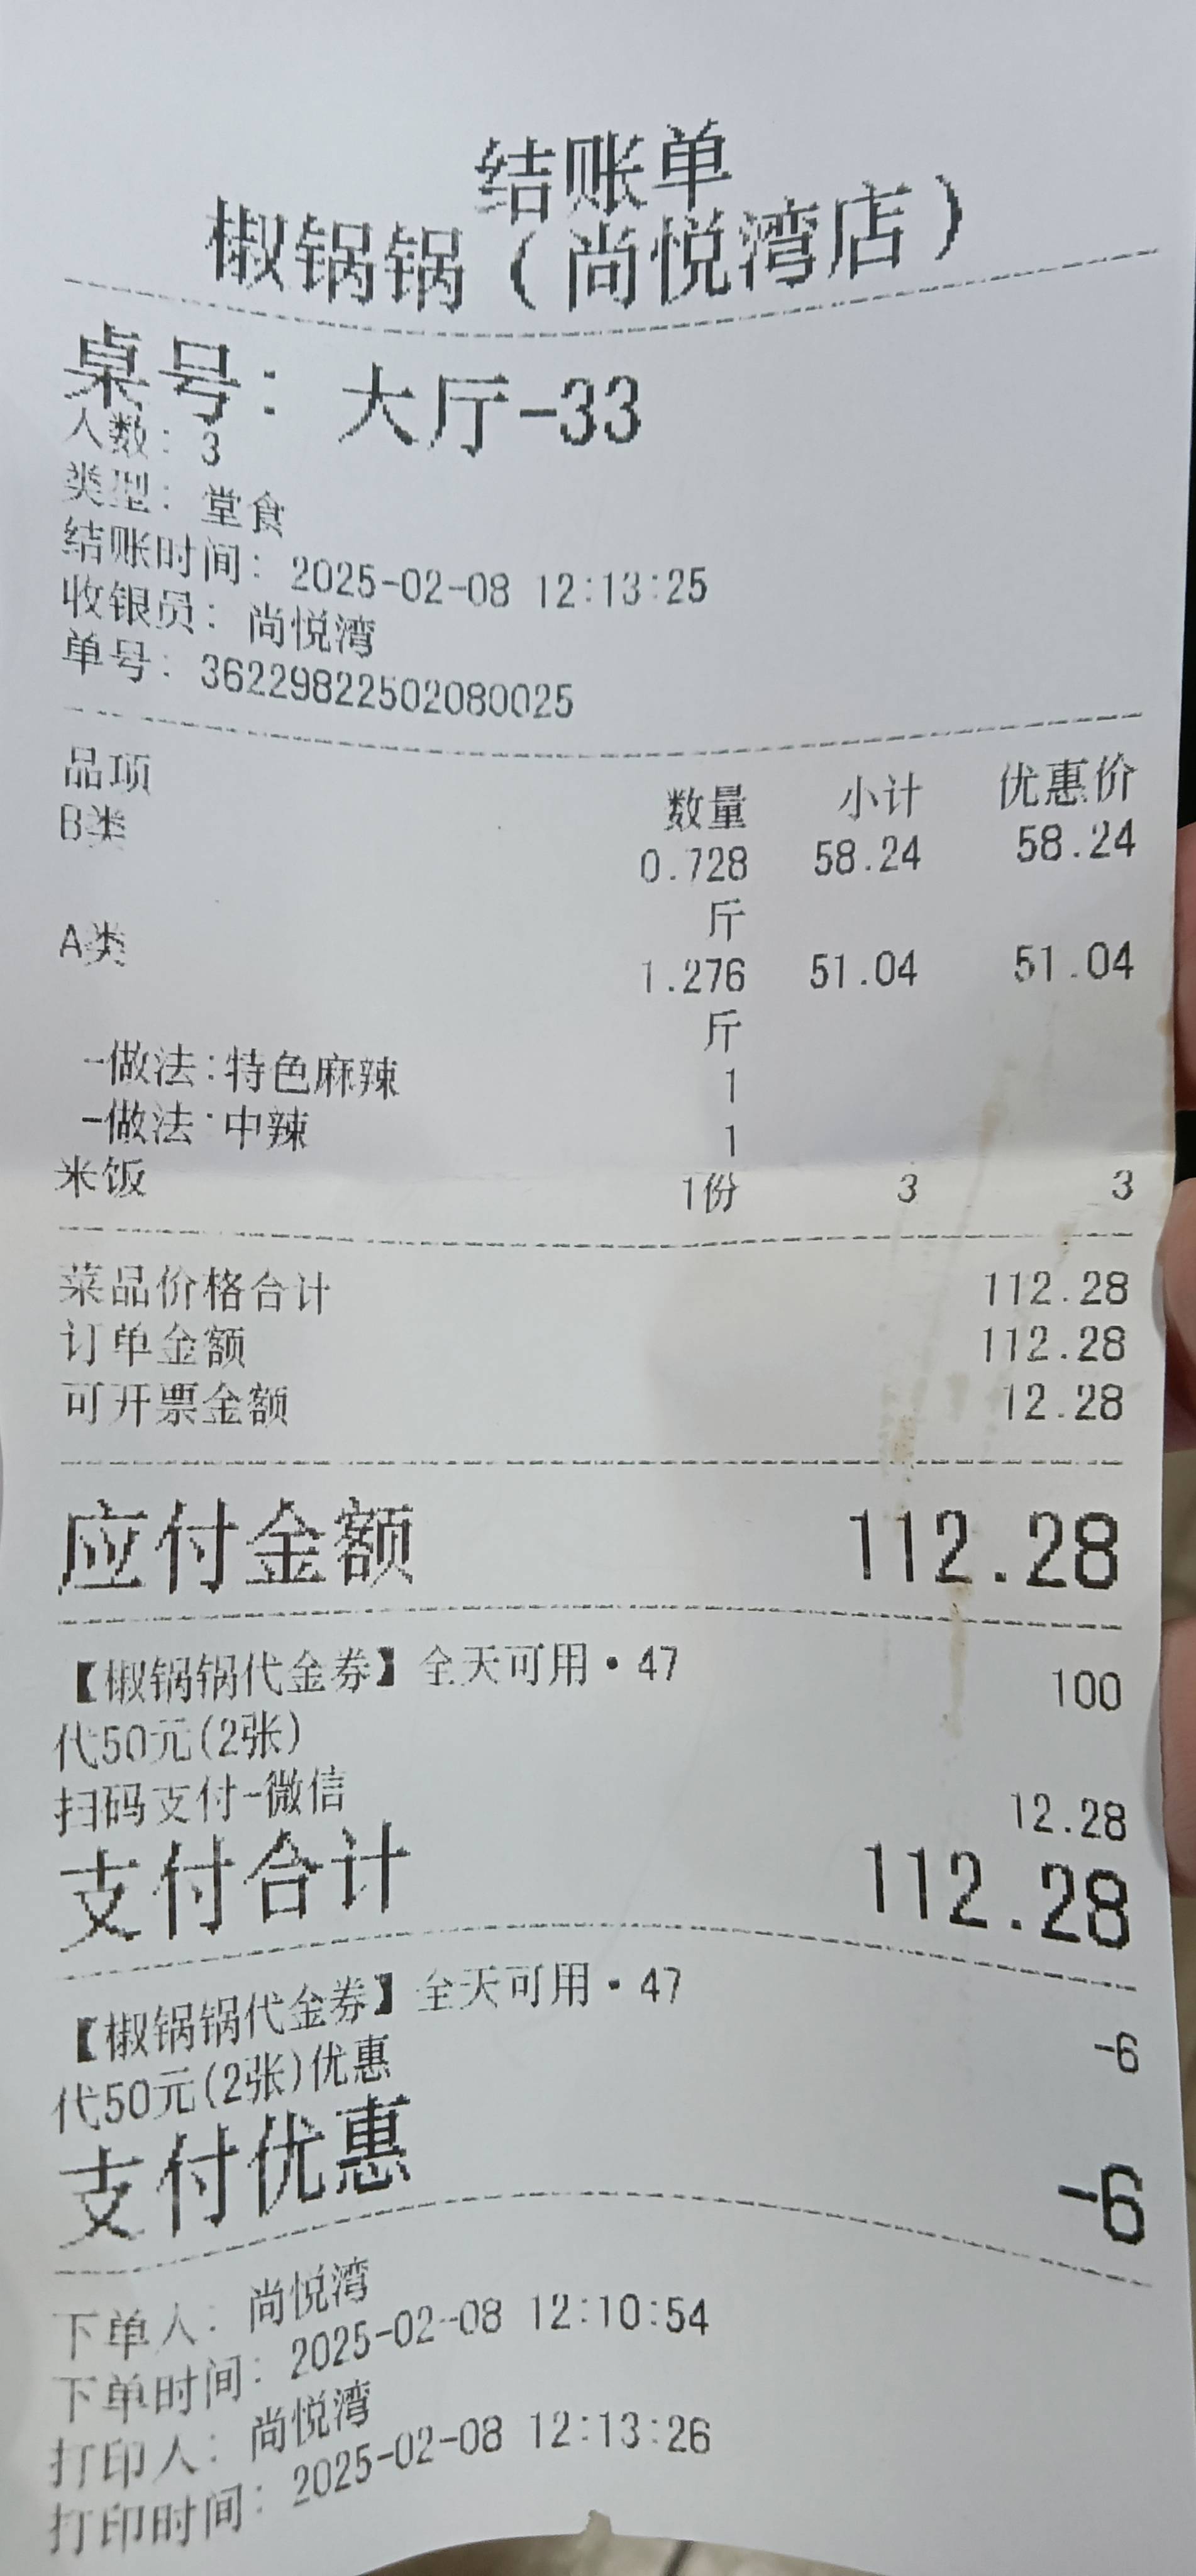 结账单
椒锅锅(尚悦湾店)
桌号: 大厅-33
人数: 3
类型: 堂食
结账时间: 2025-02-08 12:13:25
收银员: 尚悦湾
单号: 36229822502080025
品项 数量 小计 优惠价
B类 0.728 58.24 58.24
斤
A类 1.276 51.04 51.04
斤
-做法:特色麻辣 1
-做法:中辣 1
米饭 1份 3 3
菜品价格合计 112.28
订单金额 112.28
可开票金额 12.28
应付金额 112.28
【椒锅锅代金券】全天可用·47 100
代50元(2张)
扫码支付-微信 12.28
支付合计 112.28
【椒锅锅代金券】全天可用·47 -6
代50元(2张)优惠
支付优惠 -6
下单人: 尚悦湾
下单时间: 2025-02-08 12:10:54
打印人: 尚悦湾
打印时间: 2025-02-08 12:13:26